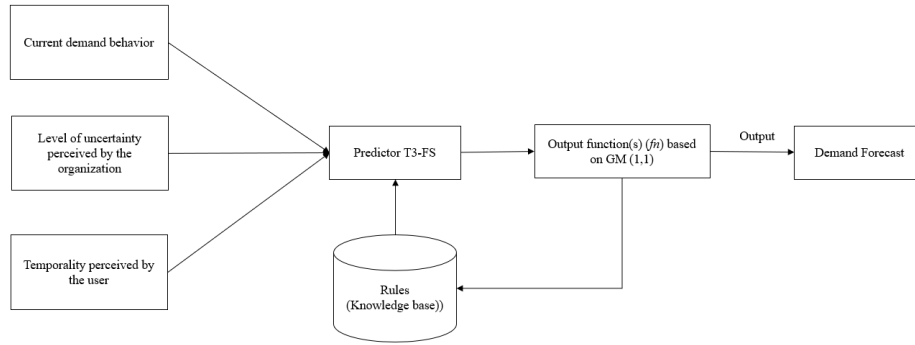 Current demand behavior
Level of uncertainty
perceived by the
organization
Temporality perceived by
the user
Predictor T3-FS
Rules
(Knowledge base))
Output function(s) (fn) based
on GM (1,1)
Output
Demand Forecast